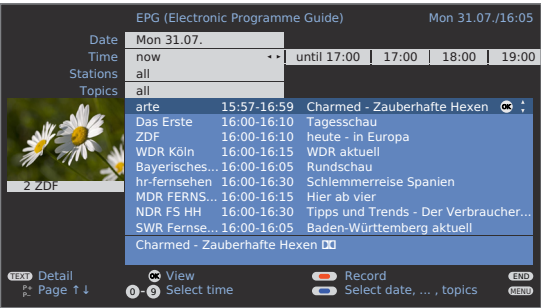 EPG (Electronic Programme Guide) Mon 31.07./16:05
Date Mon 31.07.
Time now until 17:00 17:00 18:00 19:00
Stations all
Topics all
arte 15:57-16:59 Charmed - Zauberhafte Hexen OK
Das Erste 16:00-16:10 Tagesschau
ZDF 16:00-16:10 heute - in Europa
WDR Köln 16:00-16:15 WDR aktuell
Bayerisches... 16:00-16:05 Rundschau
hr-fernsehen 16:00-16:30 Schlemmerreise Spanien
MDR FERNS... 16:00-16:15 Hier ab vier
NDR FS HH 16:00-16:30 Tipps und Trends - Der Verbraucher...
SWR Fernse... 16:00-16:05 Baden-Württemberg aktuell
2 ZDF
Charmed - Zauberhafte Hexen
TEXT Detail OK View Record END
P+ P- Page ↑↓ 0-9 Select time Select date, ... , topics MENU